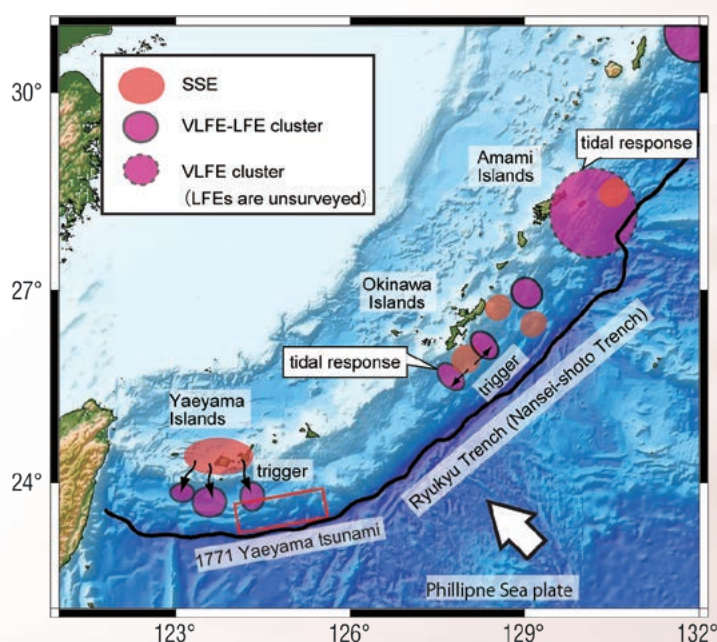 30°
27°
24°
SSE
VLFE-LFE cluster
VLFE cluster
(LFEs are unsurveyed)
tidal response
Amami
Islands
Okinawa
Islands
tidal response
trigger
Yaeyama
Islands
trigger
Ryukyu Trench (Nansei-shoto Trench)
1771 Yaeyama tsunami
Phillipne Sea plate
123°
126°
129°
132°